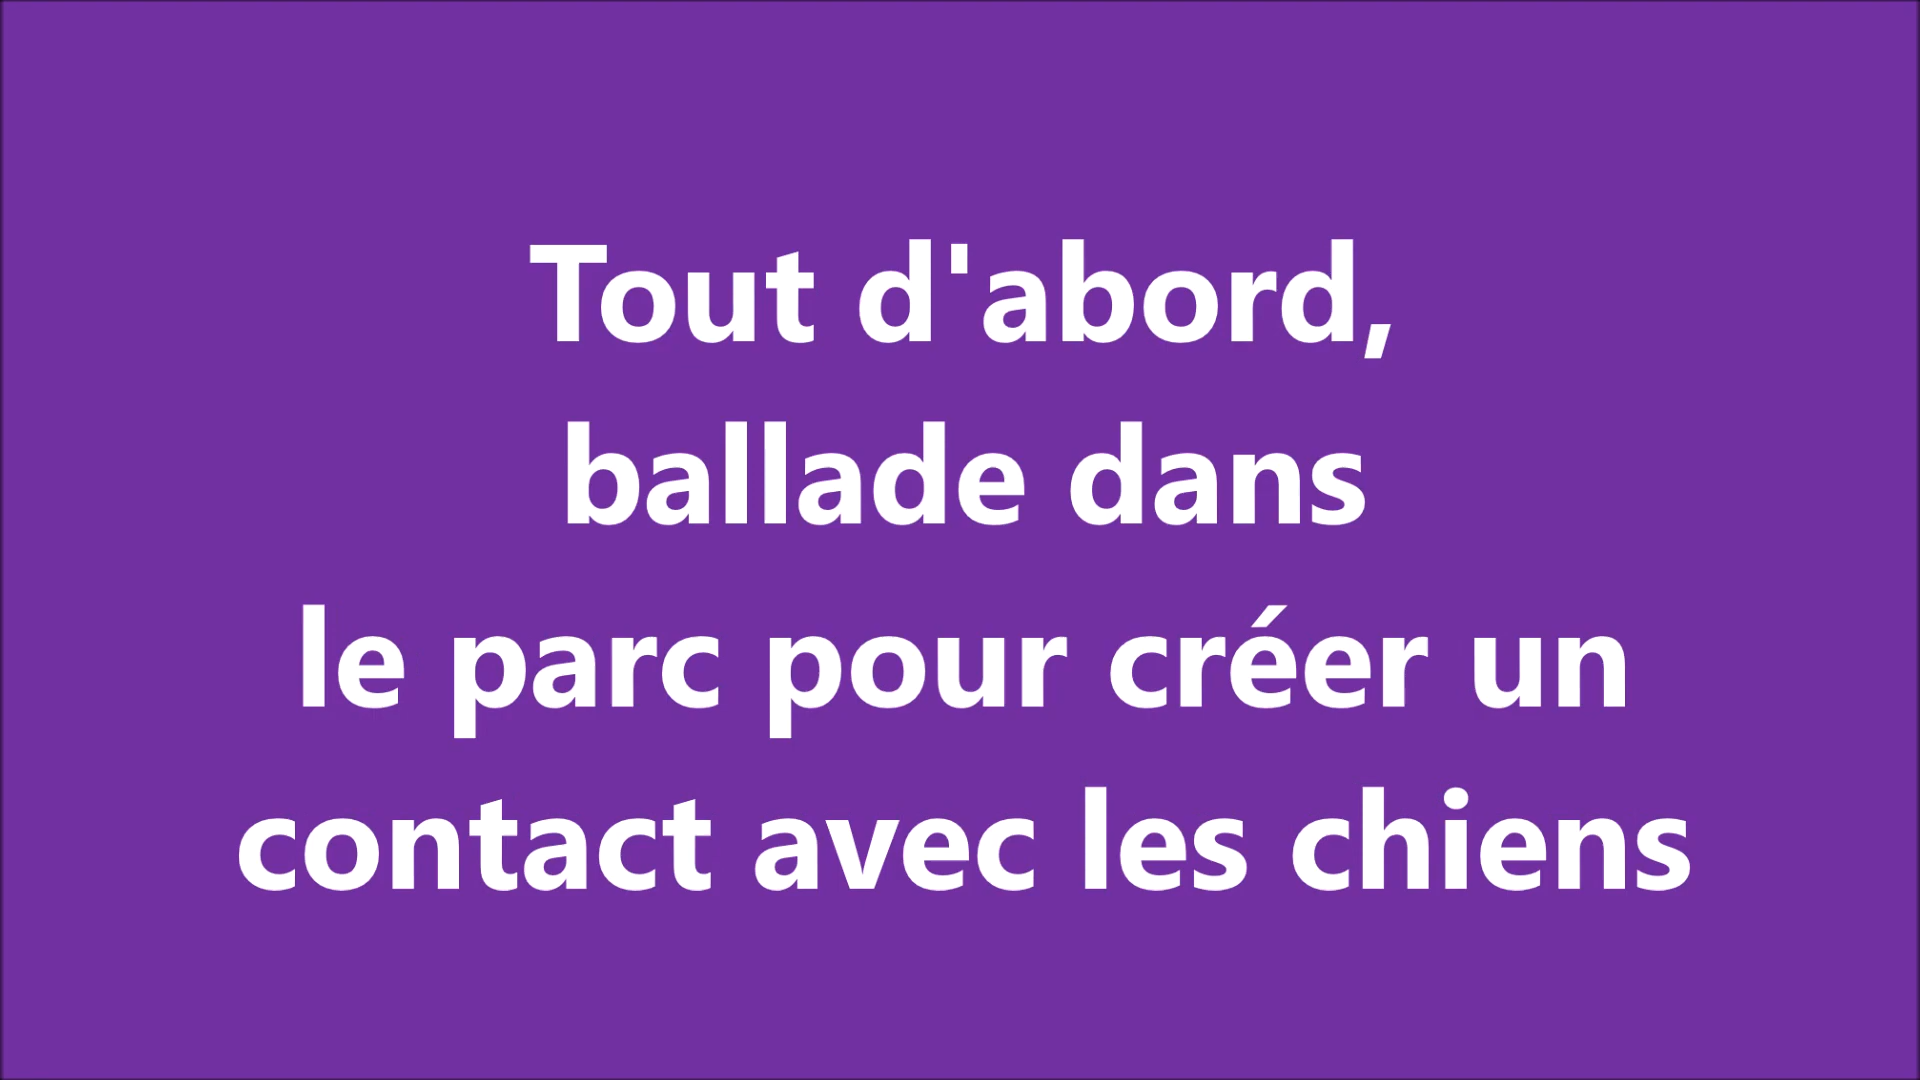 Tout d'abord,
ballade dans
le parc pour créer un
contact avec les chiens